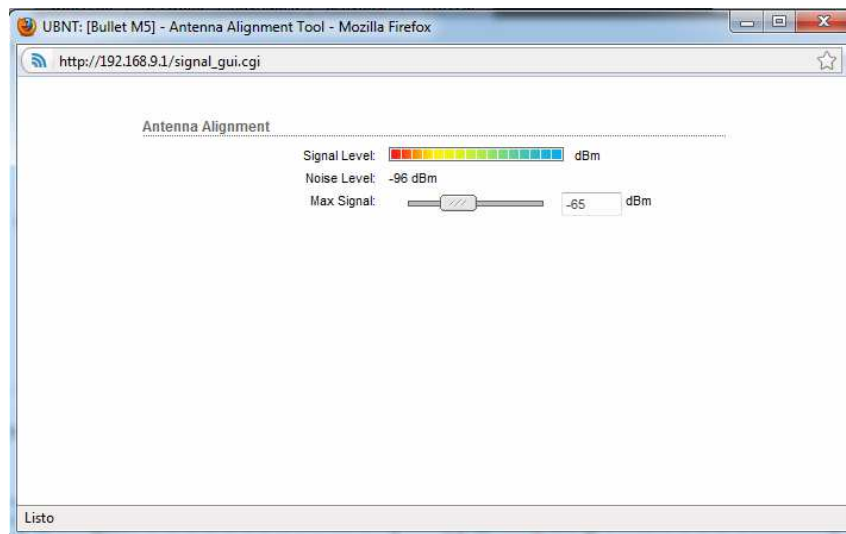 UBNT: [Bullet M5] - Antenna Alignment Tool - Mozilla Firefox
http://192.168.9.1/signal_gui.cgi
Antenna Alignment
Signal Level: dBm
Noise Level: -96 dBm
Max Signal: -65 dBm
Listo